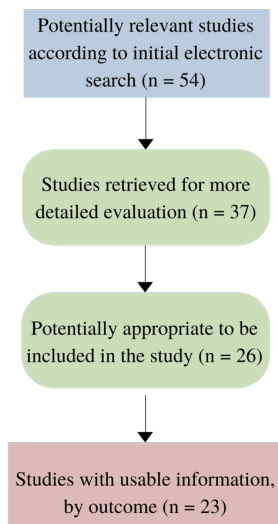 Potentially relevant studies
according to initial electronic
search (n = 54)
Studies retrieved for more
detailed evaluation (n = 37)
Potentially appropriate to be
included in the study (n = 26)
Studies with usable information,
by outcome (n = 23)